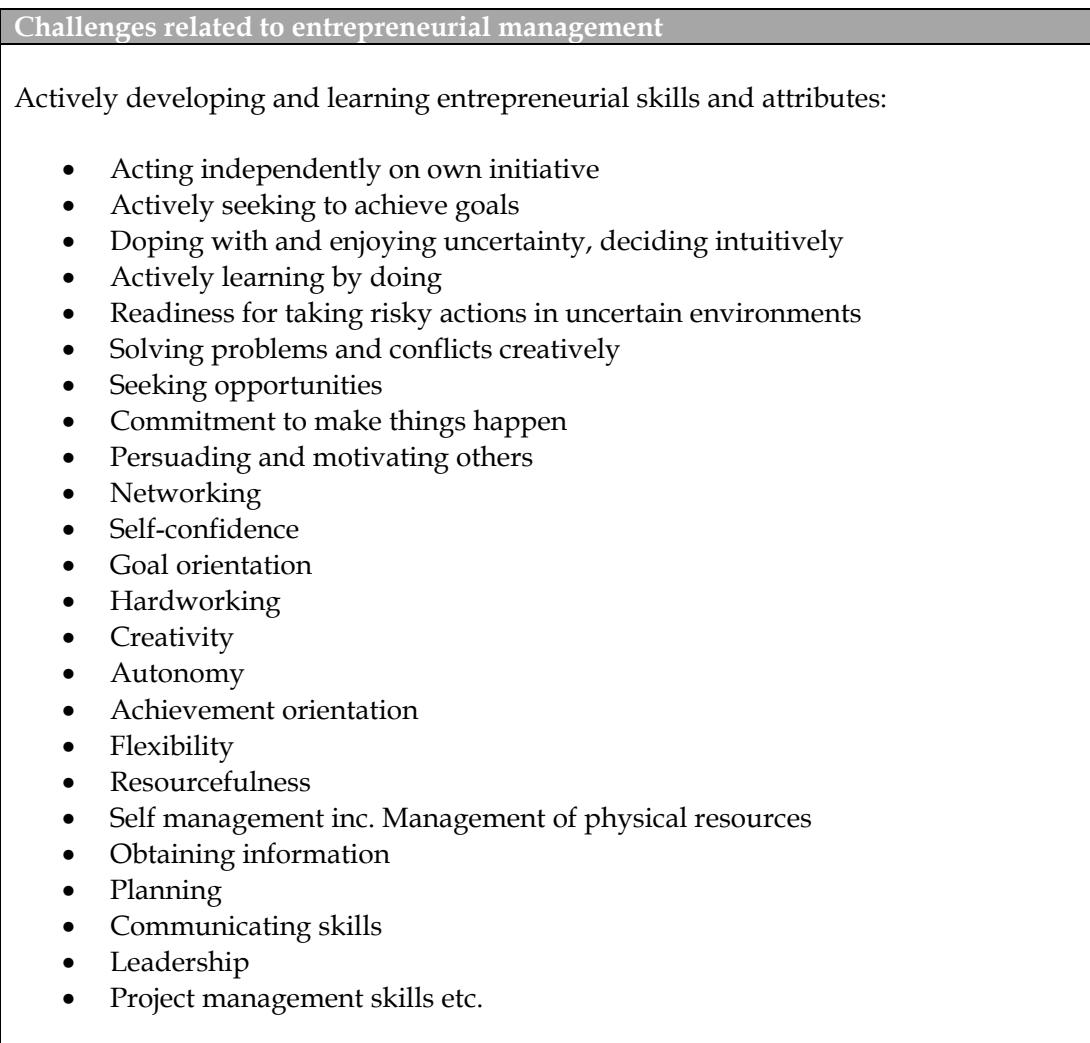 Challenges related to entrepreneurial management
Actively developing and learning entrepreneurial skills and attributes:
• Acting independently on own initiative
• Actively seeking to achieve goals
• Doping with and enjoying uncertainty, deciding intuitively
• Actively learning by doing
• Readiness for taking risky actions in uncertain environments
• Solving problems and conflicts creatively
• Seeking opportunities
• Commitment to make things happen
• Persuading and motivating others
• Networking
• Self-confidence
• Goal orientation
• Hardworking
• Creativity
• Autonomy
• Achievement orientation
• Flexibility
• Resourcefulness
• Self management inc. Management of physical resources
• Obtaining information
• Planning
• Communicating skills
• Leadership
• Project management skills etc.